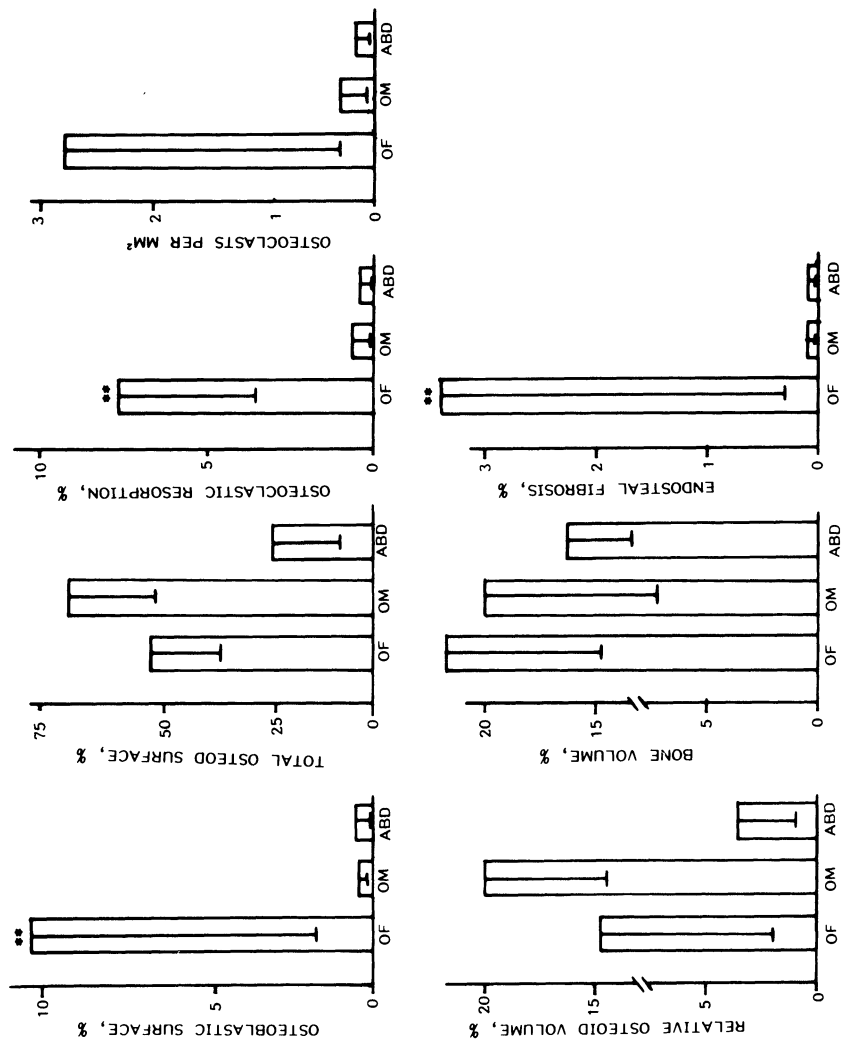 OSTEOBLASTIC SURFACE, %
10
5
0
**
OF OM ABD
TOTAL OSTEOD SURFACE, %
75
50
25
0
OF OM ABD
OSTEOCLASTIC RESORPTION, %
10
5
0
**
OF OM ABD
OSTEOCLASTS PER MM²
3
2
1
0
OF OM ABD
RELATIVE OSTEOID VOLUME, %
20
15
5
0
OF OM ABD
BONE VOLUME, %
20
15
5
0
OF OM ABD
ENDOSTEAL FIBROSIS, %
3
2
1
0
**
OF OM ABD